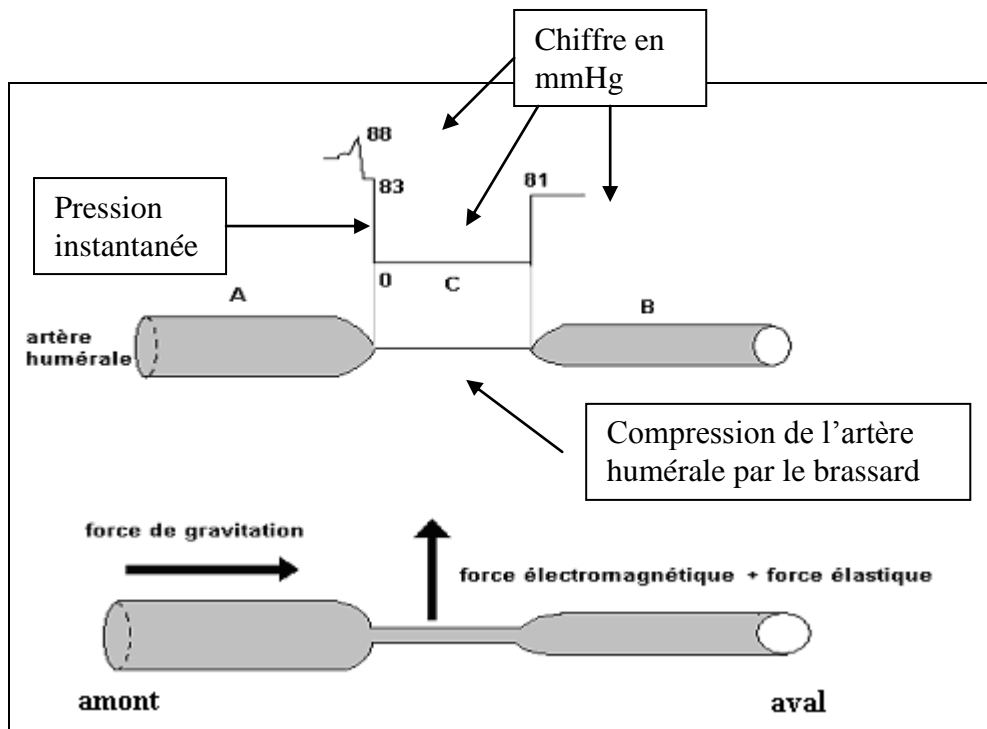 Chiffre en
mmHg
88
83
81
Pression
instantanée
0
C
A
B
artère
humérale
Compression de l’artère
humérale par le brassard
force de gravitation
force électromagnétique + force élastique
amont
aval